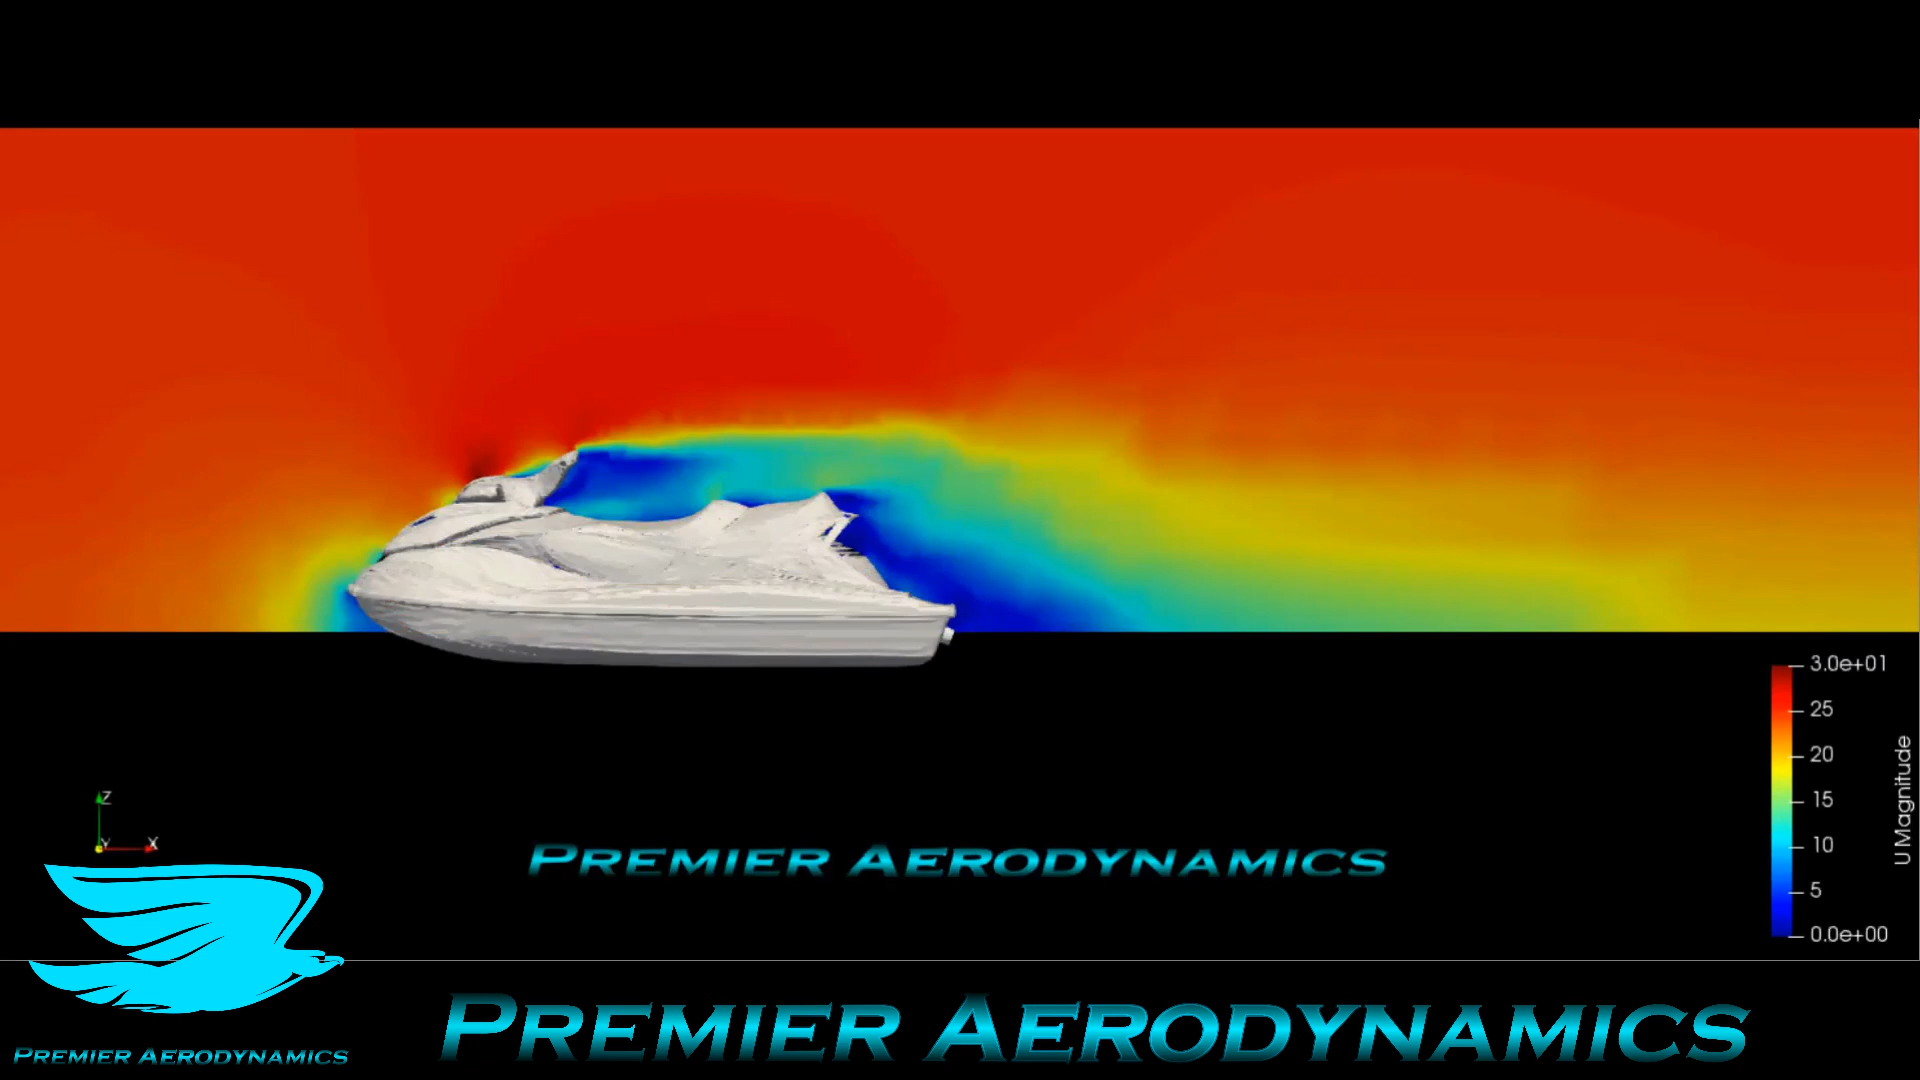 3.0e+01
25
20
15
10
5
0.0e+00
U Magnitude
Z
Y
X
PREMIER AERODYNAMICS
PREMIER AERODYNAMICS
PREMIER AERODYNAMICS